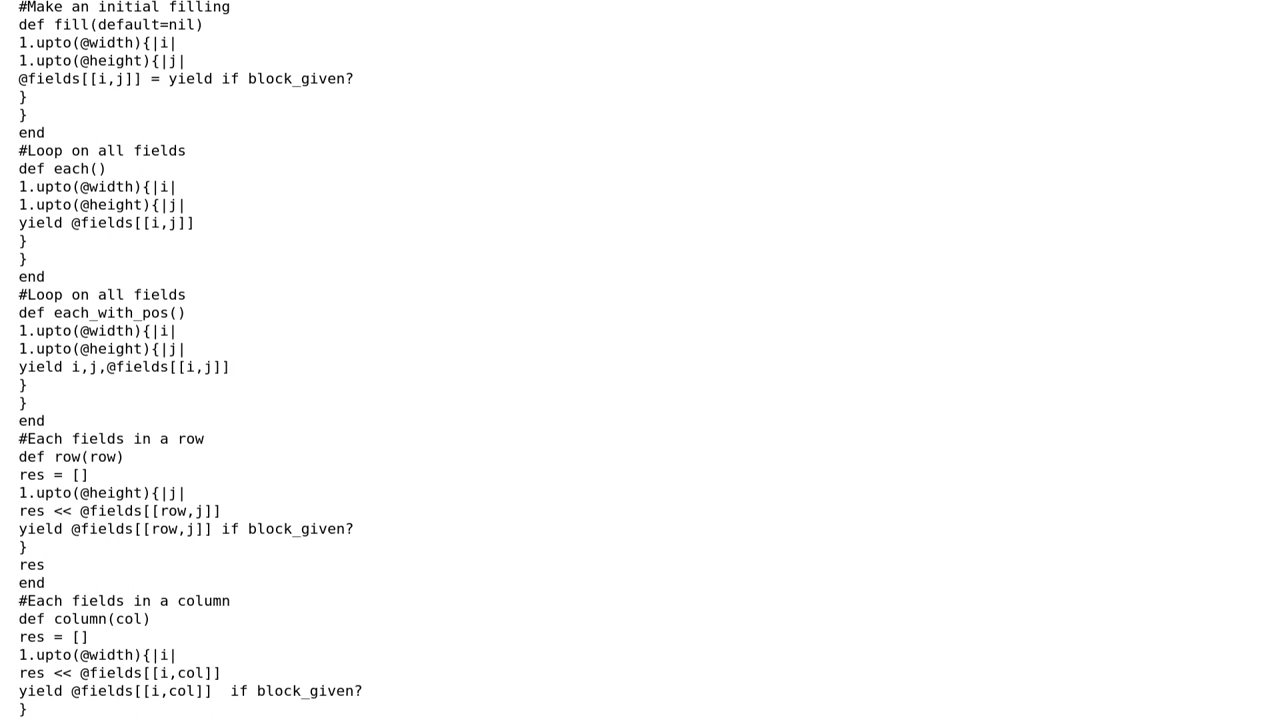 #Make an initial filling
def fill(default=nil)
1.upto(@width){|i|
1.upto(@height){|j|
@fields[[i,j]] = yield if block_given?
}
}
end
#Loop on all fields
def each()
1.upto(@width){|i|
1.upto(@height){|j|
yield @fields[[i,j]]
}
}
end
#Loop on all fields
def each_with_pos()
1.upto(@width){|i|
1.upto(@height){|j|
yield i,j,@fields[[i,j]]
}
}
end
#Each fields in a row
def row(row)
res = []
1.upto(@height){|j|
res << @fields[[row,j]]
yield @fields[[row,j]] if block_given?
}
res
end
#Each fields in a column
def column(col)
res = []
1.upto(@width){|i|
res << @fields[[i,col]]
yield @fields[[i,col]]  if block_given?
}